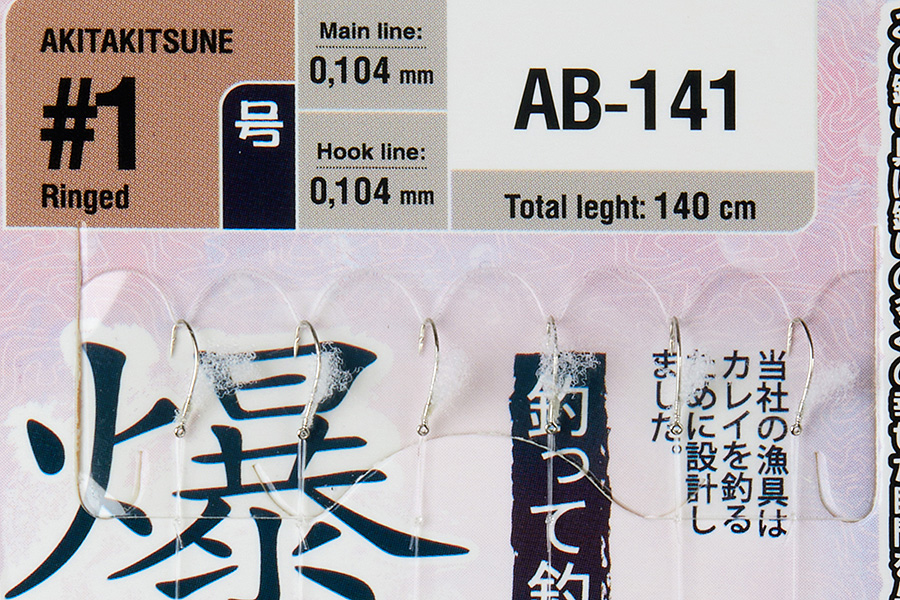 AKITAKITSUNE
#1
Ringed
号
Main line:
0,104 mm
Hook line:
0,104 mm
AB-141
Total leght: 140 cm
爆
釣って釣
当社の漁具は
カレイを釣る
ために設計し
ました。